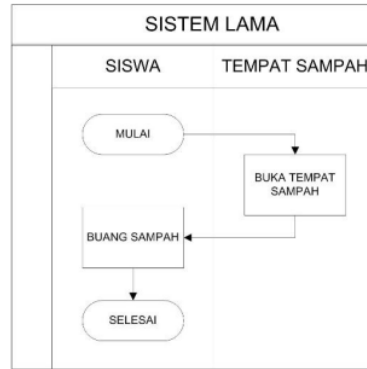 SISTEM LAMA
SISWA
TEMPAT SAMPAH
MULAI
BUKA TEMPAT
SAMPAH
BUANG SAMPAH
SELESAI